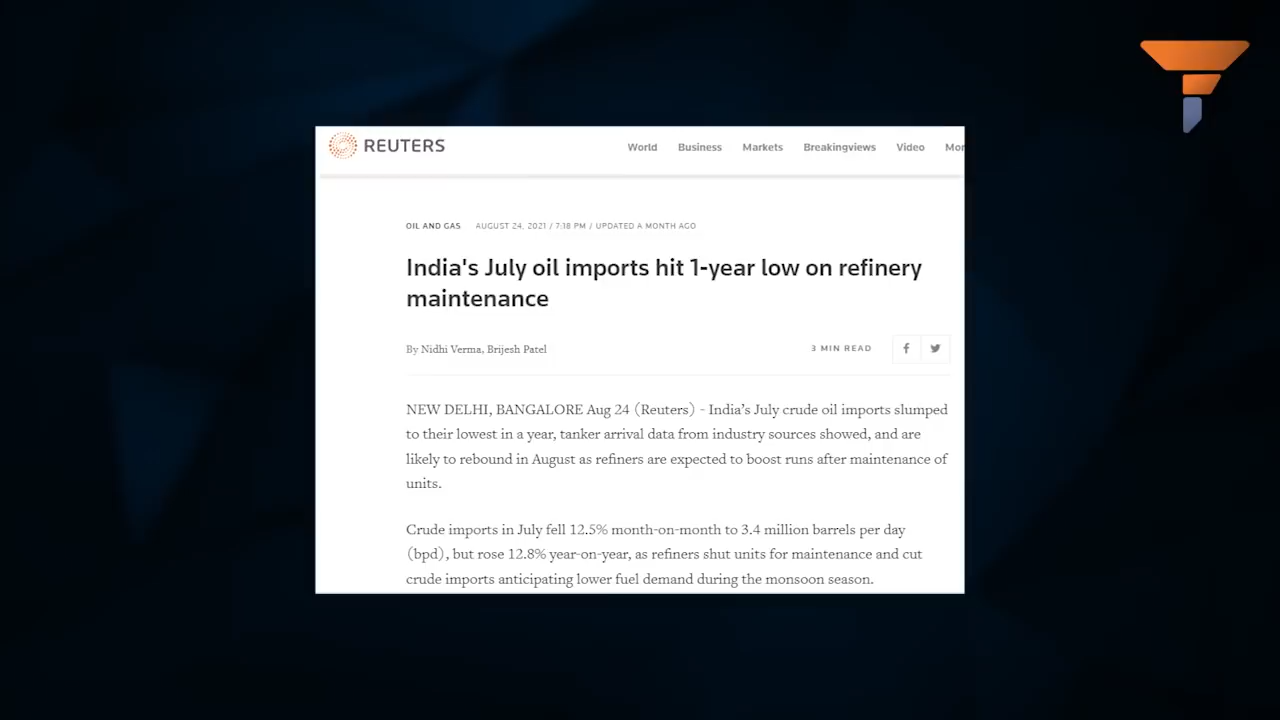 REUTERS
World Business Markets Breakingviews Video Mor
OIL AND GAS AUGUST 24, 2021 / 7:18 PM / UPDATED A MONTH AGO
India's July oil imports hit 1-year low on refinery
maintenance
By Nidhi Verma, Brijesh Patel
3 MIN READ
NEW DELHI, BANGALORE Aug 24 (Reuters) - India’s July crude oil imports slumped
to their lowest in a year, tanker arrival data from industry sources showed, and are
likely to rebound in August as refiners are expected to boost runs after maintenance of
units.
Crude imports in July fell 12.5% month-on-month to 3.4 million barrels per day
(bpd), but rose 12.8% year-on-year, as refiners shut units for maintenance and cut
crude imports anticipating lower fuel demand during the monsoon season.